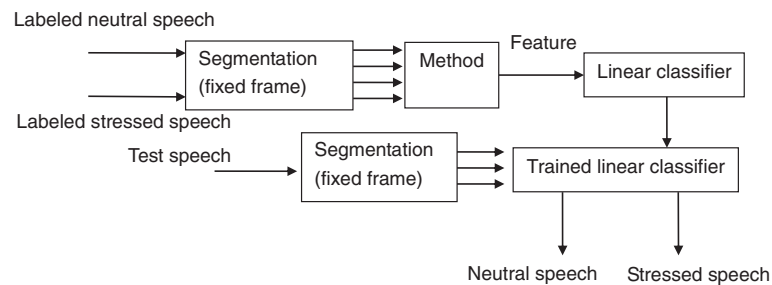 Labeled neutral speech
Segmentation
(fixed frame)
Method
Feature
Linear classifier
Labeled stressed speech
Test speech
Segmentation
(fixed frame)
Trained linear classifier
Neutral speech
Stressed speech